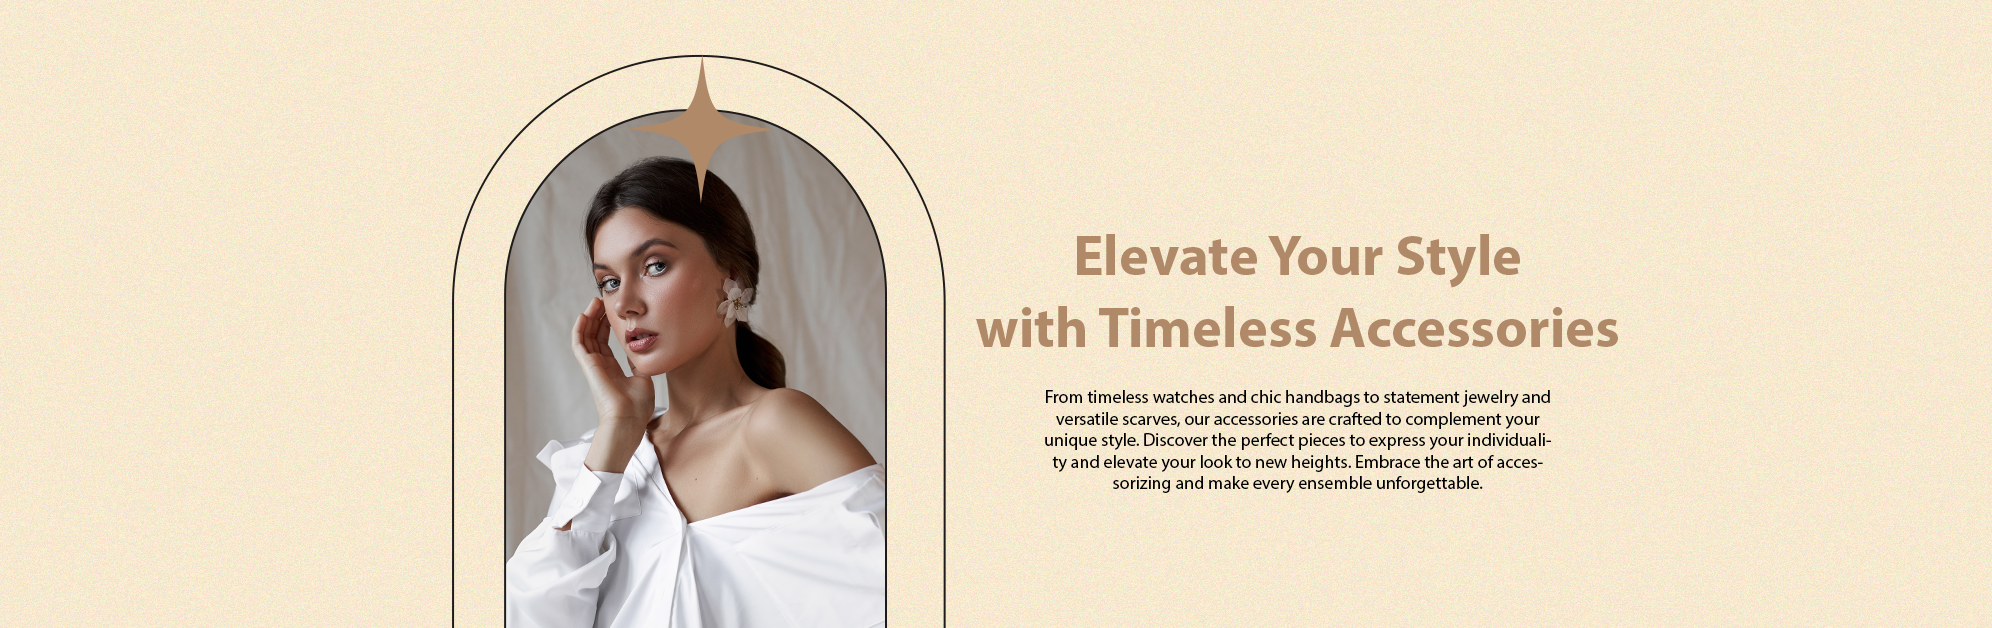 Elevate Your Style
with Timeless Accessories
From timeless watches and chic handbags to statement jewelry and
versatile scarves, our accessories are crafted to complement your
unique style. Discover the perfect pieces to express your individuali-
ty and elevate your look to new heights. Embrace the art of acces-
sorizing and make every ensemble unforgettable.